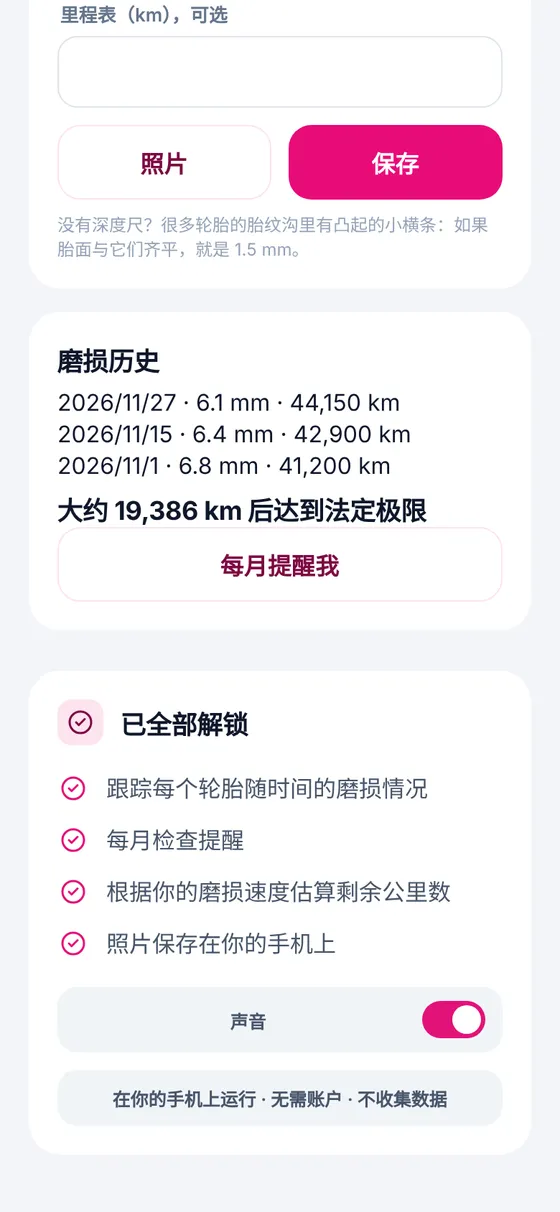 里程表（km），可选
照片
保存
没有深度尺？很多轮胎的胎纹沟里有凸起的小横条：如果
胎面与它们齐平，就是 1.5 mm。
磨损历史
2026/11/27 · 6.1 mm · 44,150 km
2026/11/15 · 6.4 mm · 42,900 km
2026/11/1 · 6.8 mm · 41,200 km
大约 19,386 km 后达到法定极限
每月提醒我
已全部解锁
跟踪每个轮胎随时间的磨损情况
每月检查提醒
根据你的磨损速度估算剩余公里数
照片保存在你的手机上
声音
在你的手机上运行 · 无需账户 · 不收集数据